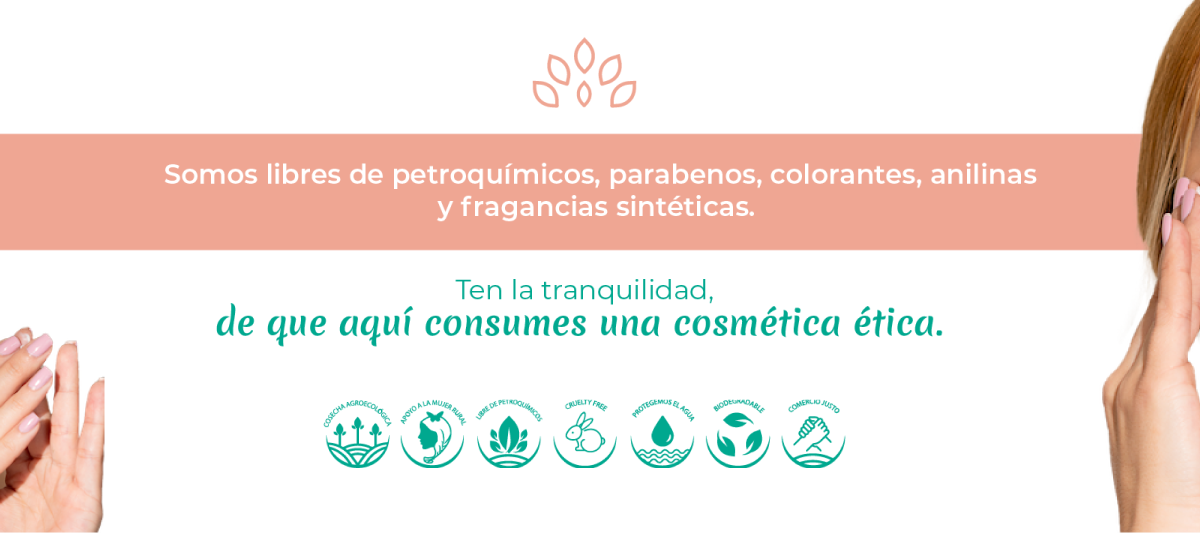 Somos libres de petroquímicos, parabenos, colorantes, anilinas
y fragancias sintéticas.
Ten la tranquilidad,
de que aquí consumes una cosmética ética.
COSECHA AGROECOLÓGICA
APOYO A LA MUJER RURAL
LIBRE DE PETROQUÍMICOS
CRUELTY FREE
PROTEGEMOS EL AGUA
BIODEGRADABLE
COMERCIO JUSTO